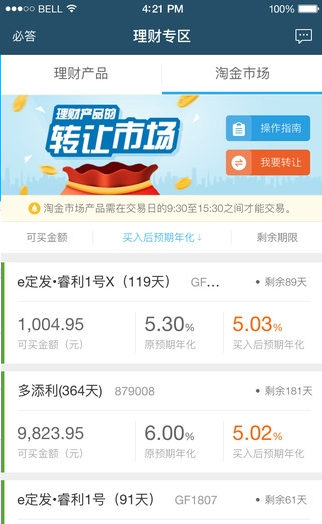 BELL 4:21 PM 100%
必答 理财专区
理财产品 淘金市场
理财产品的
转让市场
操作指南
我要转让
淘金市场产品需在交易日的9:30至15:30之间才能交易。
可买金额 买入后预期年化↓ 剩余期限
e定发•睿利1号X（119天） GF... • 剩余89天
1,004.95 5.30% 5.03%
可买金额（元） 原预期年化 买入后预期年化
多添利(364天) 879008 • 剩余181天
9,823.95 6.00% 5.02%
可买金额（元） 原预期年化 买入后预期年化
e定发•睿利1号（91天） GF1807 • 剩余61天